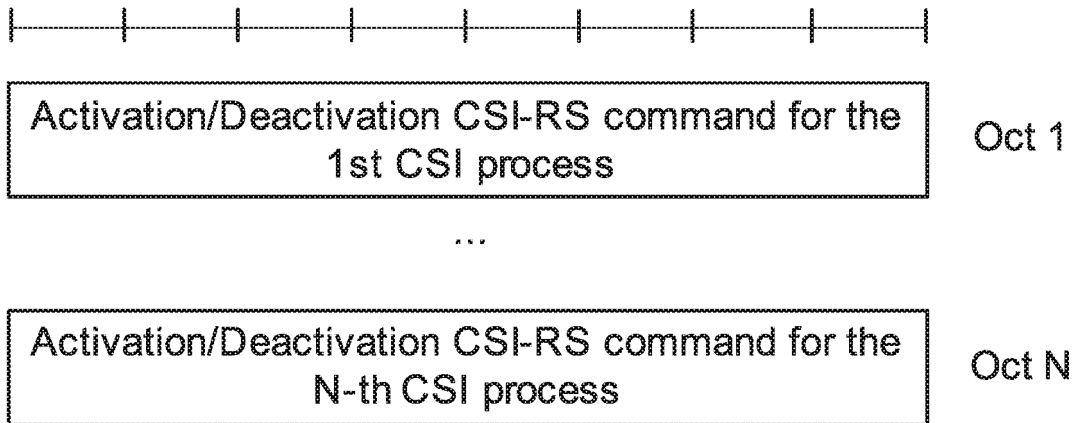 Activation/Deactivation CSI-RS command for the
1st CSI process
Oct 1
...
Activation/Deactivation CSI-RS command for the
N-th CSI process
Oct N